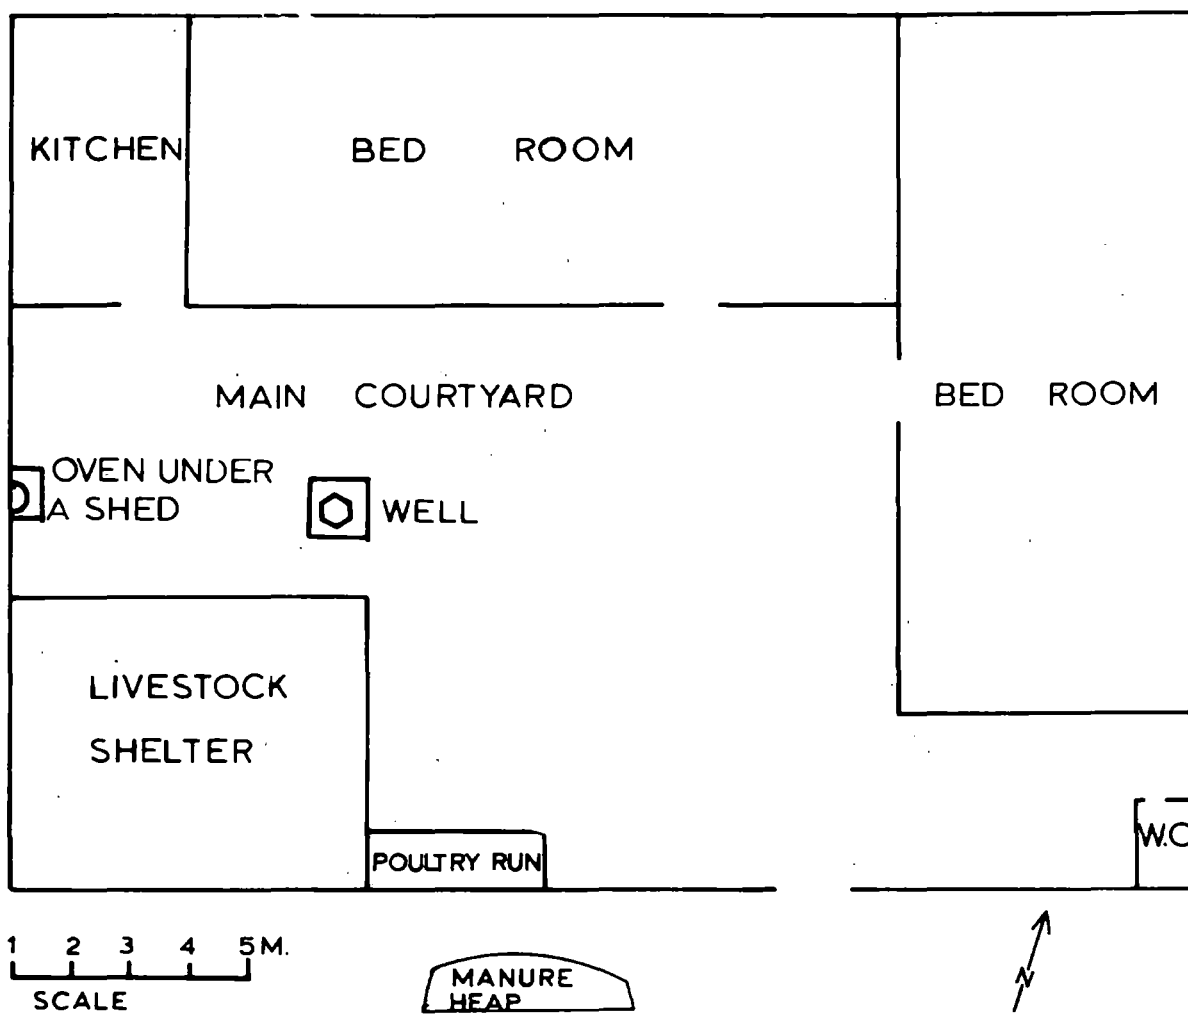 KITCHEN
BED ROOM
MAIN COURTYARD
BED ROOM
OVEN UNDER
A SHED
WELL
LIVESTOCK
SHELTER
POULTRY RUN
W.C
1 2 3 4 5 M.
SCALE
MANURE
HEAP
N